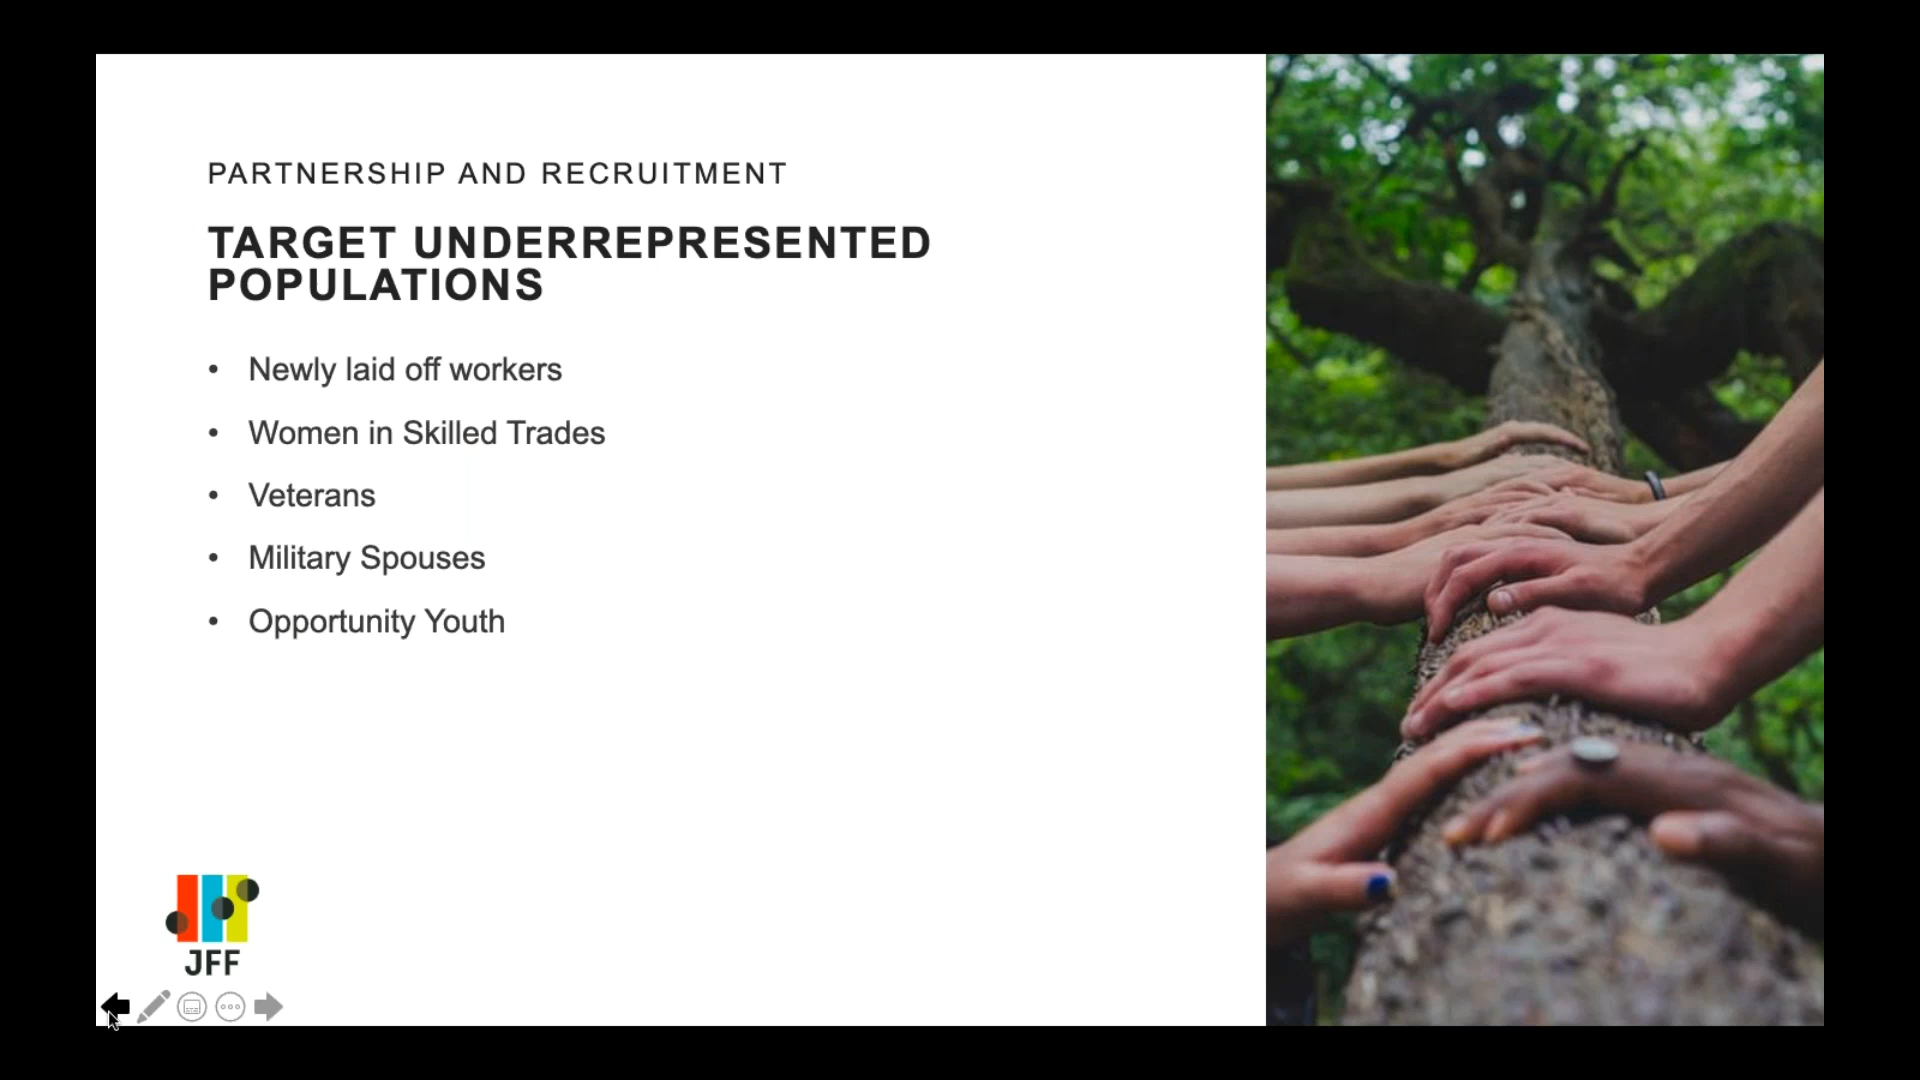 PARTNERSHIP AND RECRUITMENT
TARGET UNDERREPRESENTED
POPULATIONS
• Newly laid off workers
• Women in Skilled Trades
• Veterans
• Military Spouses
• Opportunity Youth
JFF